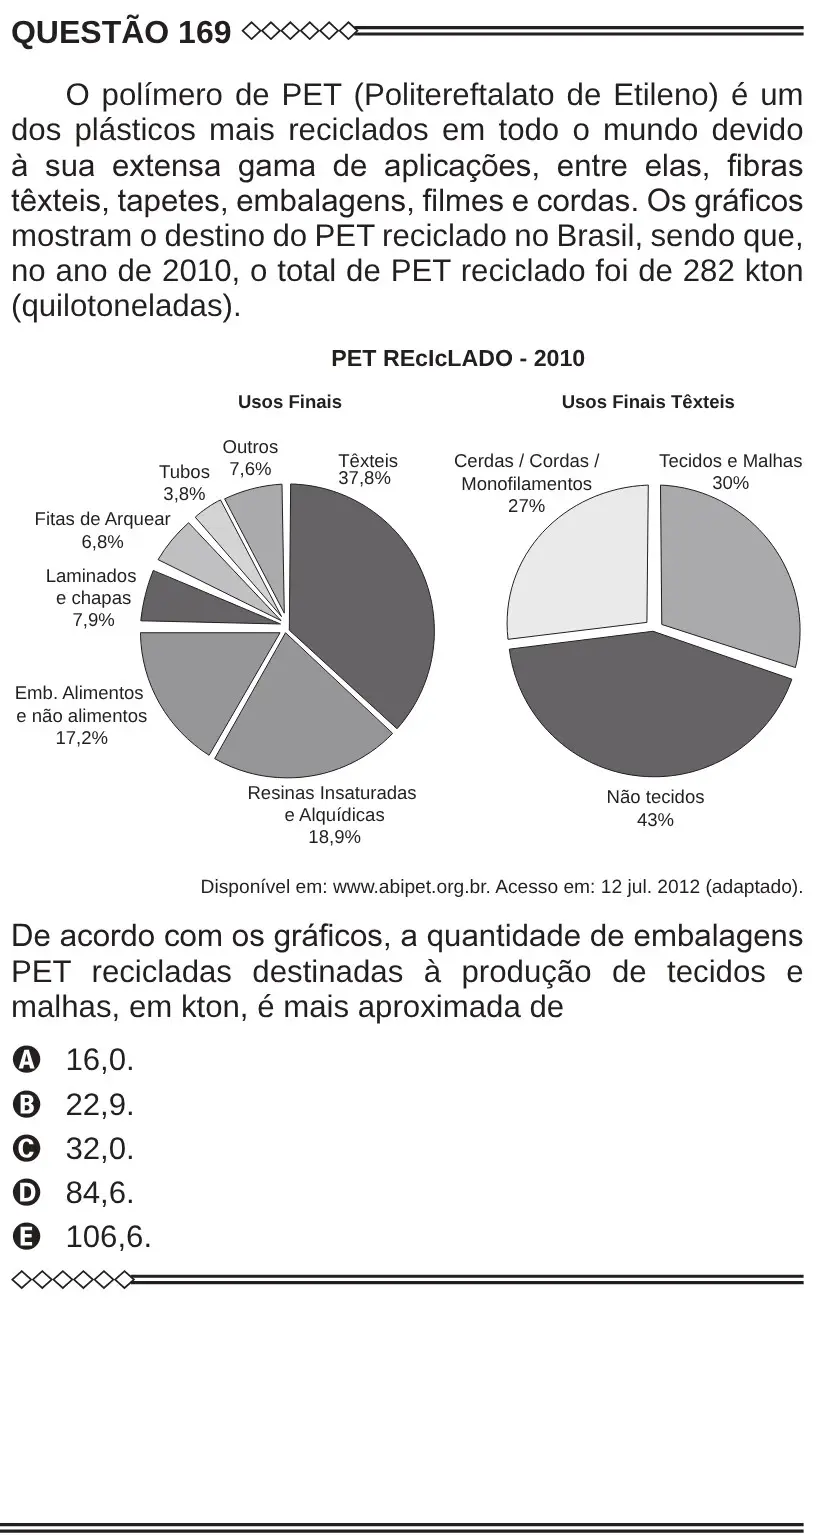 QUESTÃO 169
O polímero de PET (Politereftalato de Etileno) é um
dos plásticos mais reciclados em todo o mundo devido
à sua extensa gama de aplicações, entre elas, fibras
têxteis, tapetes, embalagens, filmes e cordas. Os gráficos
mostram o destino do PET reciclado no Brasil, sendo que,
no ano de 2010, o total de PET reciclado foi de 282 kton
(quilotoneladas).
PET REcIcLADO - 2010
Usos Finais
Outros
7,6%
Têxteis
37,8%
Tubos
3,8%
Fitas de Arquear
6,8%
Laminados
e chapas
7,9%
Emb. Alimentos
e não alimentos
17,2%
Resinas Insaturadas
e Alquídicas
18,9%
Usos Finais Têxteis
Cerdas / Cordas /
Monofilamentos
27%
Tecidos e Malhas
30%
Não tecidos
43%
Disponível em: www.abipet.org.br. Acesso em: 12 jul. 2012 (adaptado).
De acordo com os gráficos, a quantidade de embalagens
PET recicladas destinadas à produção de tecidos e
malhas, em kton, é mais aproximada de
A 16,0.
B 22,9.
C 32,0.
D 84,6.
E 106,6.